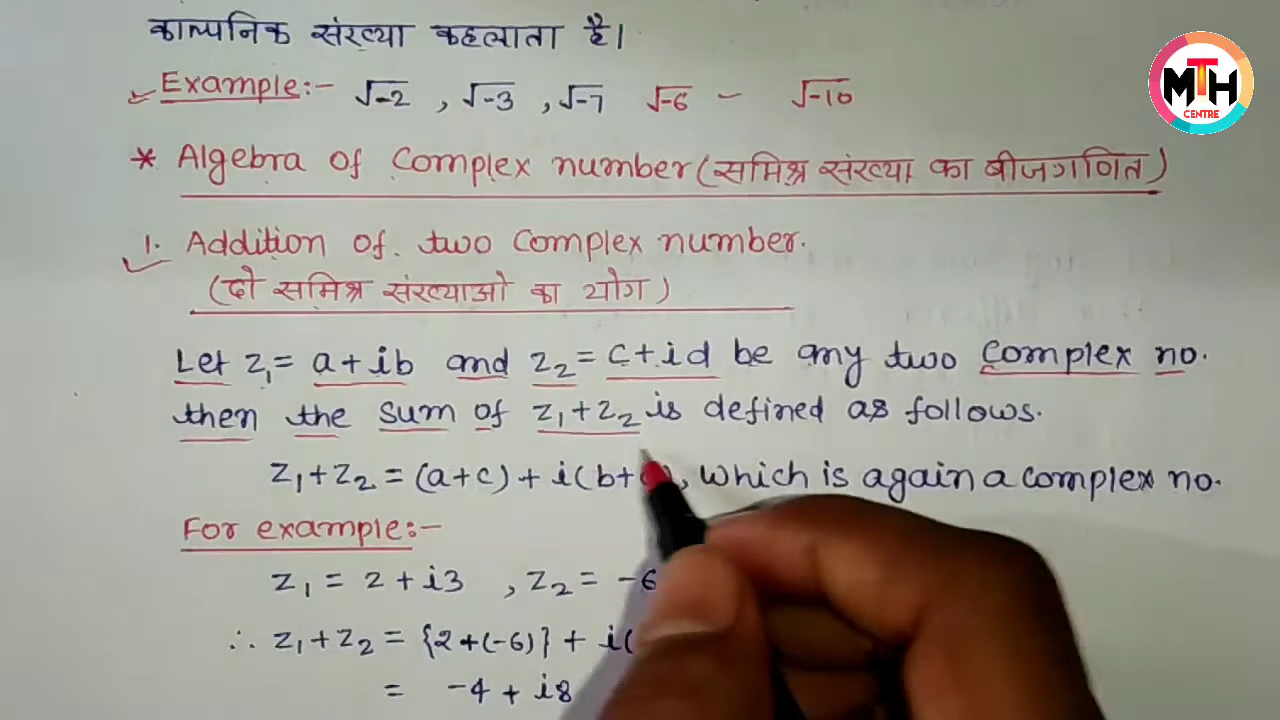 काल्पनिक संख्या कहलाता है।
Example:- √-2 , √-3 , √-7 √-6 - √-10
MTH
CENTRE
* Algebra of complex number (समिश्र संख्या का बीजगणित)
1. Addition of two complex number.
(दो समिश्र संख्याओ का योग)
Let z₁ = a+ib and z₂ = c+id be any two complex no.
then the sum of z₁+z₂ is defined as follows.
z₁+z₂ = (a+c) + i(b+ ), which is again a complex no.
For example:-
z₁ = 2 + i3 , z₂ = -6
∴ z₁+z₂ = {2+(-6)} + i(
= -4 + i8